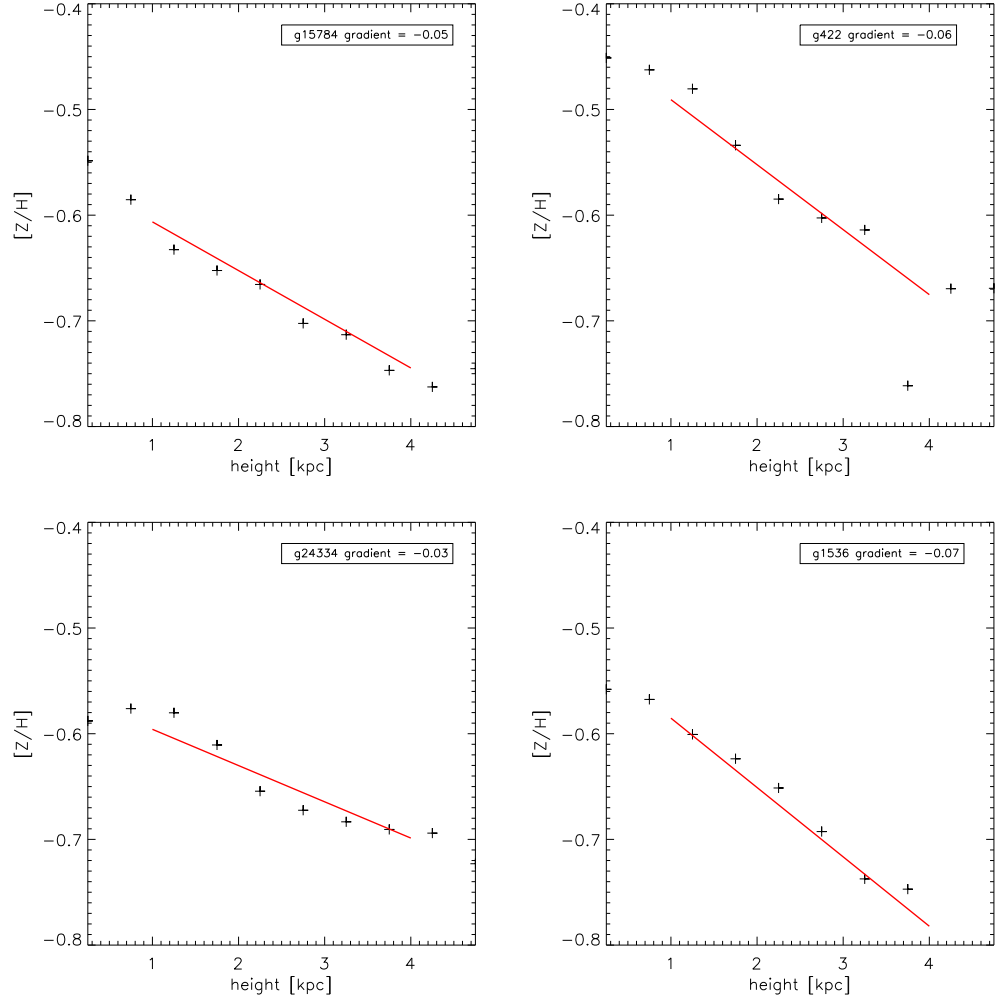 g15784 gradient = −0.05
−0.4
−0.5
−0.6
−0.7
−0.8
[Z/H]
1 2 3 4
height [kpc]
g422 gradient = −0.06
−0.4
−0.5
−0.6
−0.7
−0.8
[Z/H]
1 2 3 4
height [kpc]
g24334 gradient = −0.03
−0.4
−0.5
−0.6
−0.7
−0.8
[Z/H]
1 2 3 4
height [kpc]
g1536 gradient = −0.07
−0.4
−0.5
−0.6
−0.7
−0.8
[Z/H]
1 2 3 4
height [kpc]